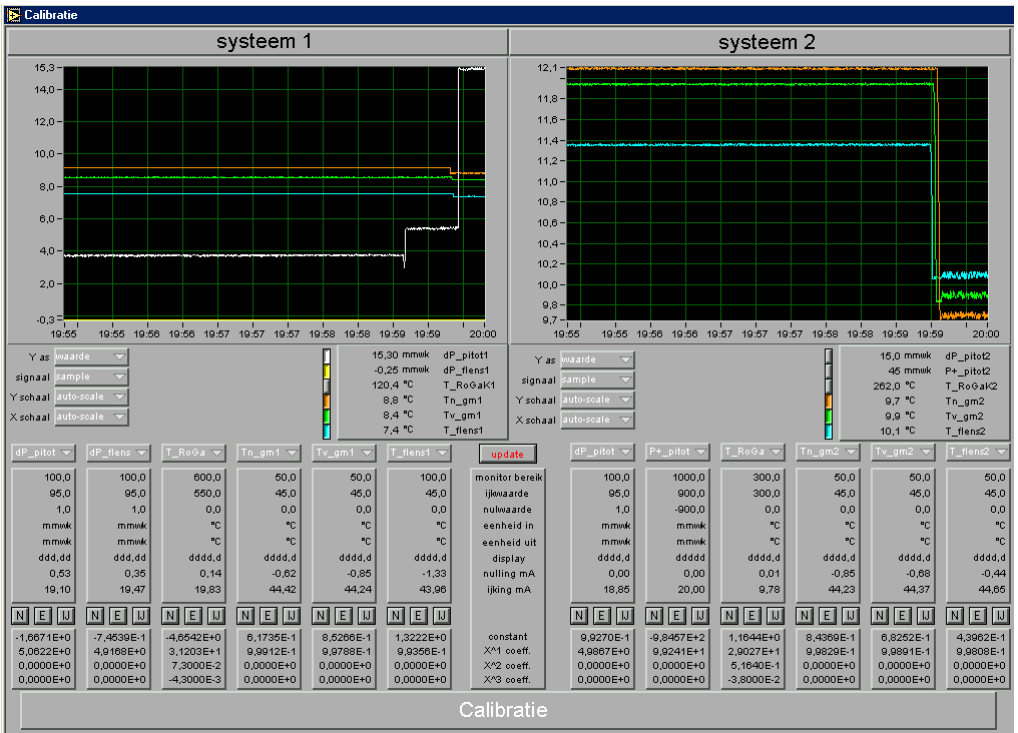 Calibratie
systeem 1 systeem 2
15,3
14,0
12,0
10,0
8,0
6,0
4,0
2,0
-0,3
19:55 19:55 19:56 19:56 19:57 19:57 19:58 19:58 19:58 19:59 19:59 20:00
12,1
11,8
11,6
11,4
11,2
11,0
10,8
10,6
10,4
10,2
10,0
9,8
9,7
19:55 19:55 19:56 19:56 19:57 19:57 19:58 19:58 19:58 19:59 19:59 20:00
Y as waarde
signaal sample
Y schaal auto-scale
X schaal auto-scale
15,30 mmwk dP_pitot1
-0,25 mmwk dP_flens1
120,4 °C T_RoGaK1
8,8 °C Tn_gm1
8,4 °C Tv_gm1
7,4 °C T_flens1
Y as waarde
signaal sample
Y schaal auto-scale
X schaal auto-scale
15,0 mmwk dP_pitot2
45 mmwk P+_pitot2
262,0 °C T_RoGaK2
9,7 °C Tn_gm2
9,9 °C Tv_gm2
10,1 °C T_flens2
dP_pitot dP_flens T_RoGa Tn_gm1 Tv_gm1 T_flens1 update dP_pitot P+_pitot T_RoGa Tn_gm2 Tv_gm2 T_flens2
100,0 100,0 600,0 50,0 50,0 100,0 monitor bereik 100,0 1000,0 300,0 50,0 50,0 50,0
95,0 95,0 550,0 45,0 45,0 45,0 ijkwaarde 95,0 900,0 300,0 45,0 45,0 45,0
1,0 1,0 0,0 0,0 0,0 0,0 nulwaarde 1,0 -900,0 0,0 0,0 0,0 0,0
mmwk mmwk °C °C °C °C eenheid in mmwk mmwk °C °C °C °C
mmwk mmwk °C °C °C °C eenheid uit mmwk mmwk °C °C °C °C
ddd,dd ddd,dd dddd,d dddd,d dddd,d dddd,d display dddd,d ddddd dddd,d dddd,d dddd,d dddd,d
0,53 0,35 0,14 -0,62 -0,85 -1,33 nulling mA 0,00 0,00 0,01 -0,85 -0,68 -0,44
19,10 19,47 19,83 44,42 44,24 43,96 ijking mA 18,85 20,00 9,78 44,23 44,37 44,65
N E IJ N E IJ N E IJ N E IJ N E IJ N E IJ N E IJ N E IJ N E IJ N E IJ N E IJ N E IJ
-1,6671E+0 -7,4539E-1 -4,6542E+0 6,1735E-1 8,5266E-1 1,3222E+0 constant 9,9270E-1 -9,8457E+2 1,1644E+0 8,4369E-1 6,8252E-1 4,3962E-1
5,0622E+0 4,9168E+0 3,1203E+1 9,9912E-1 9,9788E-1 9,9356E-1 X^1 coeff. 4,9867E+0 9,9241E+1 2,9027E+1 9,9829E-1 9,9891E-1 9,9808E-1
0,0000E+0 0,0000E+0 7,3000E-2 0,0000E+0 0,0000E+0 0,0000E+0 X^2 coeff. 0,0000E+0 0,0000E+0 5,1640E-1 0,0000E+0 0,0000E+0 0,0000E+0
0,0000E+0 0,0000E+0 -4,3000E-3 0,0000E+0 0,0000E+0 0,0000E+0 X^3 coeff. 0,0000E+0 0,0000E+0 -3,8000E-2 0,0000E+0 0,0000E+0 0,0000E+0
Calibratie